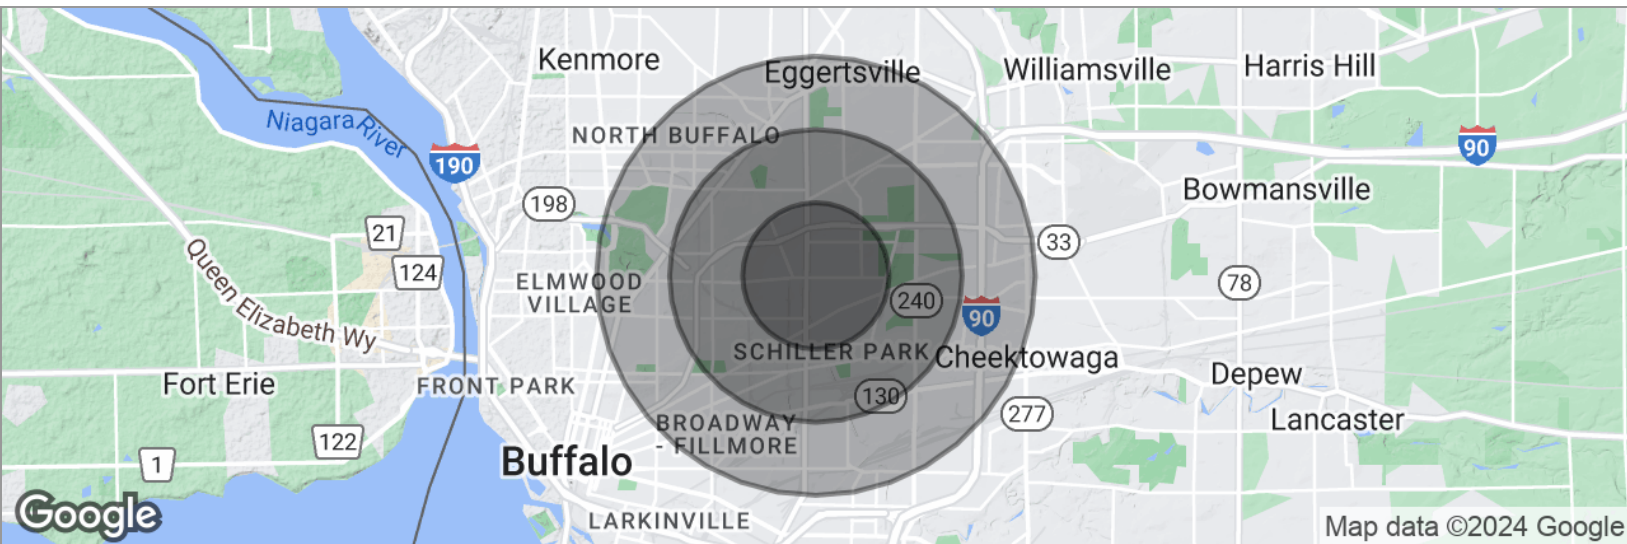 Kenmore
Eggertsville
Williamsville
Harris Hill
Niagara River
NORTH BUFFALO
190
90
198
Bowmansville
21
33
124
Queen Elizabeth Wy
ELMWOOD
VILLAGE
240
78
90
SCHILLER PARK
Cheektowaga
Fort Erie
FRONT PARK
Depew
130
277
Lancaster
BROADWAY
- FILLMORE
122
1
Buffalo
LARKINVILLE
Google
Map data ©2024 Google